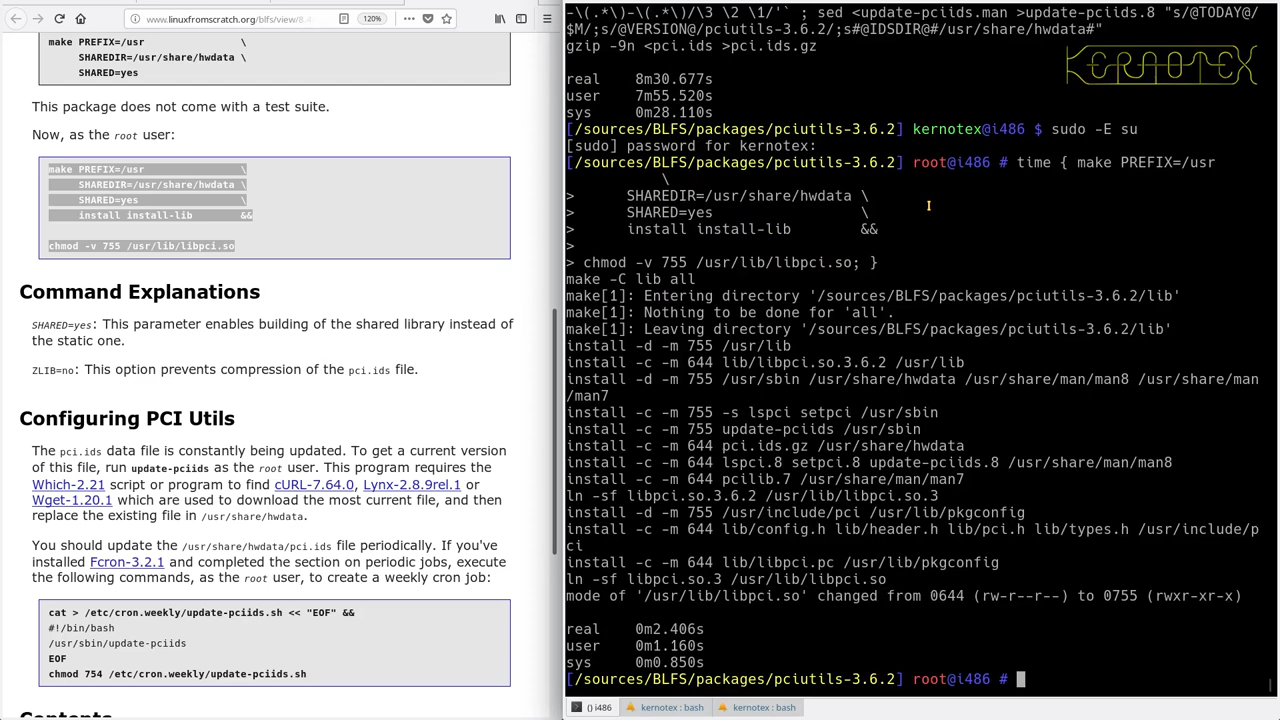 www.linuxfromscratch.org/blfs/view/8.4
120%
make PREFIX=/usr                \
     SHAREDIR=/usr/share/hwdata \
     SHARED=yes
This package does not come with a test suite.
Now, as the root user:
make PREFIX=/usr                \
     SHAREDIR=/usr/share/hwdata \
     SHARED=yes                 \
     install install-lib        &&
chmod -v 755 /usr/lib/libpci.so
Command Explanations
SHARED=yes: This parameter enables building of the shared library instead of
the static one.
ZLIB=no: This option prevents compression of the pci.ids file.
Configuring PCI Utils
The pci.ids data file is constantly being updated. To get a current version
of this file, run update-pciids as the root user. This program requires the
Which-2.21 script or program to find cURL-7.64.0, Lynx-2.8.9rel.1 or
Wget-1.20.1 which are used to download the most current file, and then
replace the existing file in /usr/share/hwdata.
You should update the /usr/share/hwdata/pci.ids file periodically. If you've
installed Fcron-3.2.1 and completed the section on periodic jobs, execute
the following commands, as the root user, to create a weekly cron job:
cat > /etc/cron.weekly/update-pciids.sh << "EOF" &&
#!/bin/bash
/usr/sbin/update-pciids
EOF
chmod 754 /etc/cron.weekly/update-pciids.sh
Contents
-\(.*\)-\(.*\)/\3 \2 \1/'` ; sed <update-pciids.man >update-pciids.8 "s/@TODAY@/
$M/;s/@VERSION@/pciutils-3.6.2/;s#@IDSDIR@#/usr/share/hwdata#"
gzip -9n <pci.ids >pci.ids.gz
KERNOTEX
real    8m30.677s
user    7m55.520s
sys     0m28.110s
[/sources/BLFS/packages/pciutils-3.6.2] kernotex@i486 $ sudo -E su
[sudo] password for kernotex:
[/sources/BLFS/packages/pciutils-3.6.2] root@i486 # time { make PREFIX=/usr
         \
>     SHAREDIR=/usr/share/hwdata \
>     SHARED=yes                 \
>     install install-lib        &&
>
> chmod -v 755 /usr/lib/libpci.so; }
make -C lib all
make[1]: Entering directory '/sources/BLFS/packages/pciutils-3.6.2/lib'
make[1]: Nothing to be done for 'all'.
make[1]: Leaving directory '/sources/BLFS/packages/pciutils-3.6.2/lib'
install -d -m 755 /usr/lib
install -c -m 644 lib/libpci.so.3.6.2 /usr/lib
install -d -m 755 /usr/sbin /usr/share/hwdata /usr/share/man/man8 /usr/share/man
/man7
install -c -m 755 -s lspci setpci /usr/sbin
install -c -m 755 update-pciids /usr/sbin
install -c -m 644 pci.ids.gz /usr/share/hwdata
install -c -m 644 lspci.8 setpci.8 update-pciids.8 /usr/share/man/man8
install -c -m 644 pcilib.7 /usr/share/man/man7
ln -sf libpci.so.3.6.2 /usr/lib/libpci.so.3
install -d -m 755 /usr/include/pci /usr/lib/pkgconfig
install -c -m 644 lib/config.h lib/header.h lib/pci.h lib/types.h /usr/include/p
ci
install -c -m 644 lib/libpci.pc /usr/lib/pkgconfig
ln -sf libpci.so.3 /usr/lib/libpci.so
mode of '/usr/lib/libpci.so' changed from 0644 (rw-r--r--) to 0755 (rwxr-xr-x)
real    0m2.406s
user    0m1.160s
sys     0m0.850s
[/sources/BLFS/packages/pciutils-3.6.2] root@i486 #
() i486
kernotex : bash
kernotex : bash